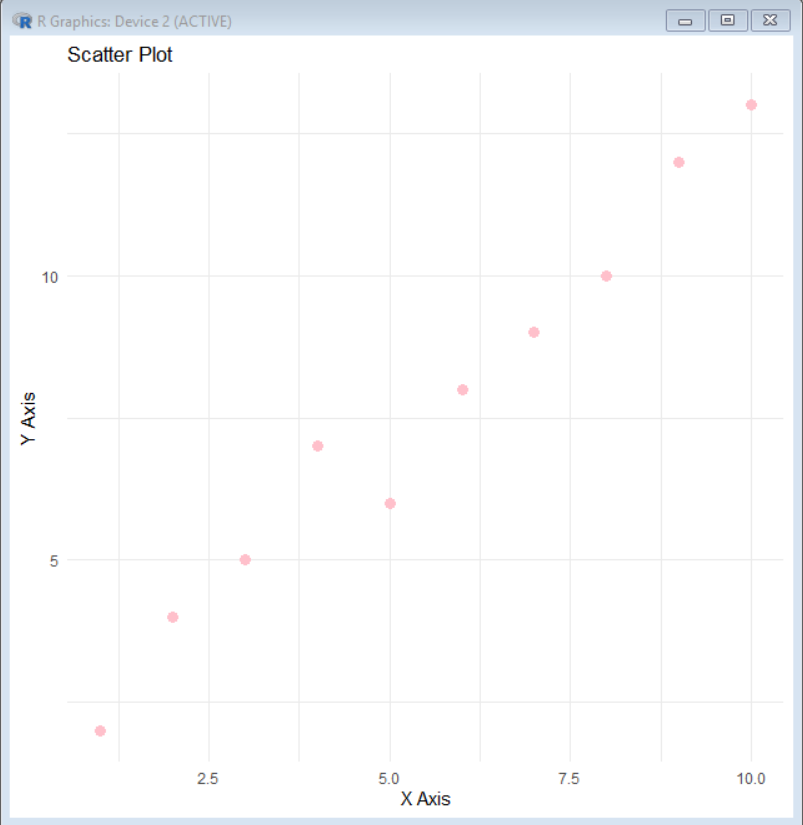 R Graphics: Device 2 (ACTIVE)
Scatter Plot
10
5
Y Axis
2.5 5.0 7.5 10.0
X Axis